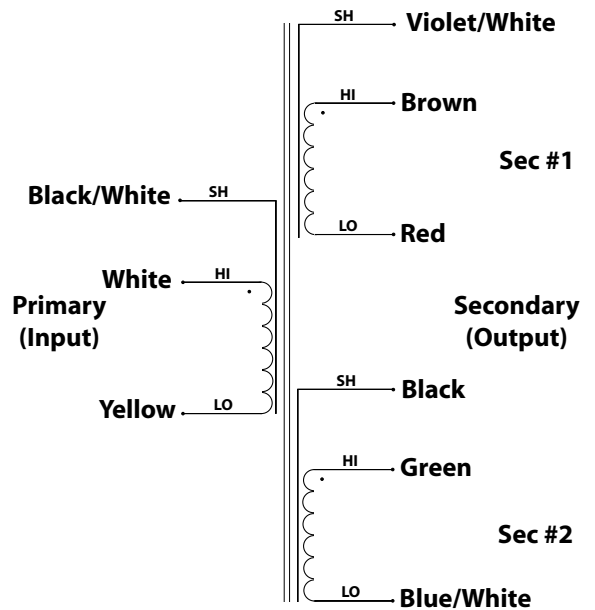 SH
Violet/White
HI
Brown
Sec #1
LO
Red
Black/White
SH
White
HI
Primary
(Input)
Yellow
LO
Secondary
(Output)
SH
Black
HI
Green
Sec #2
LO
Blue/White